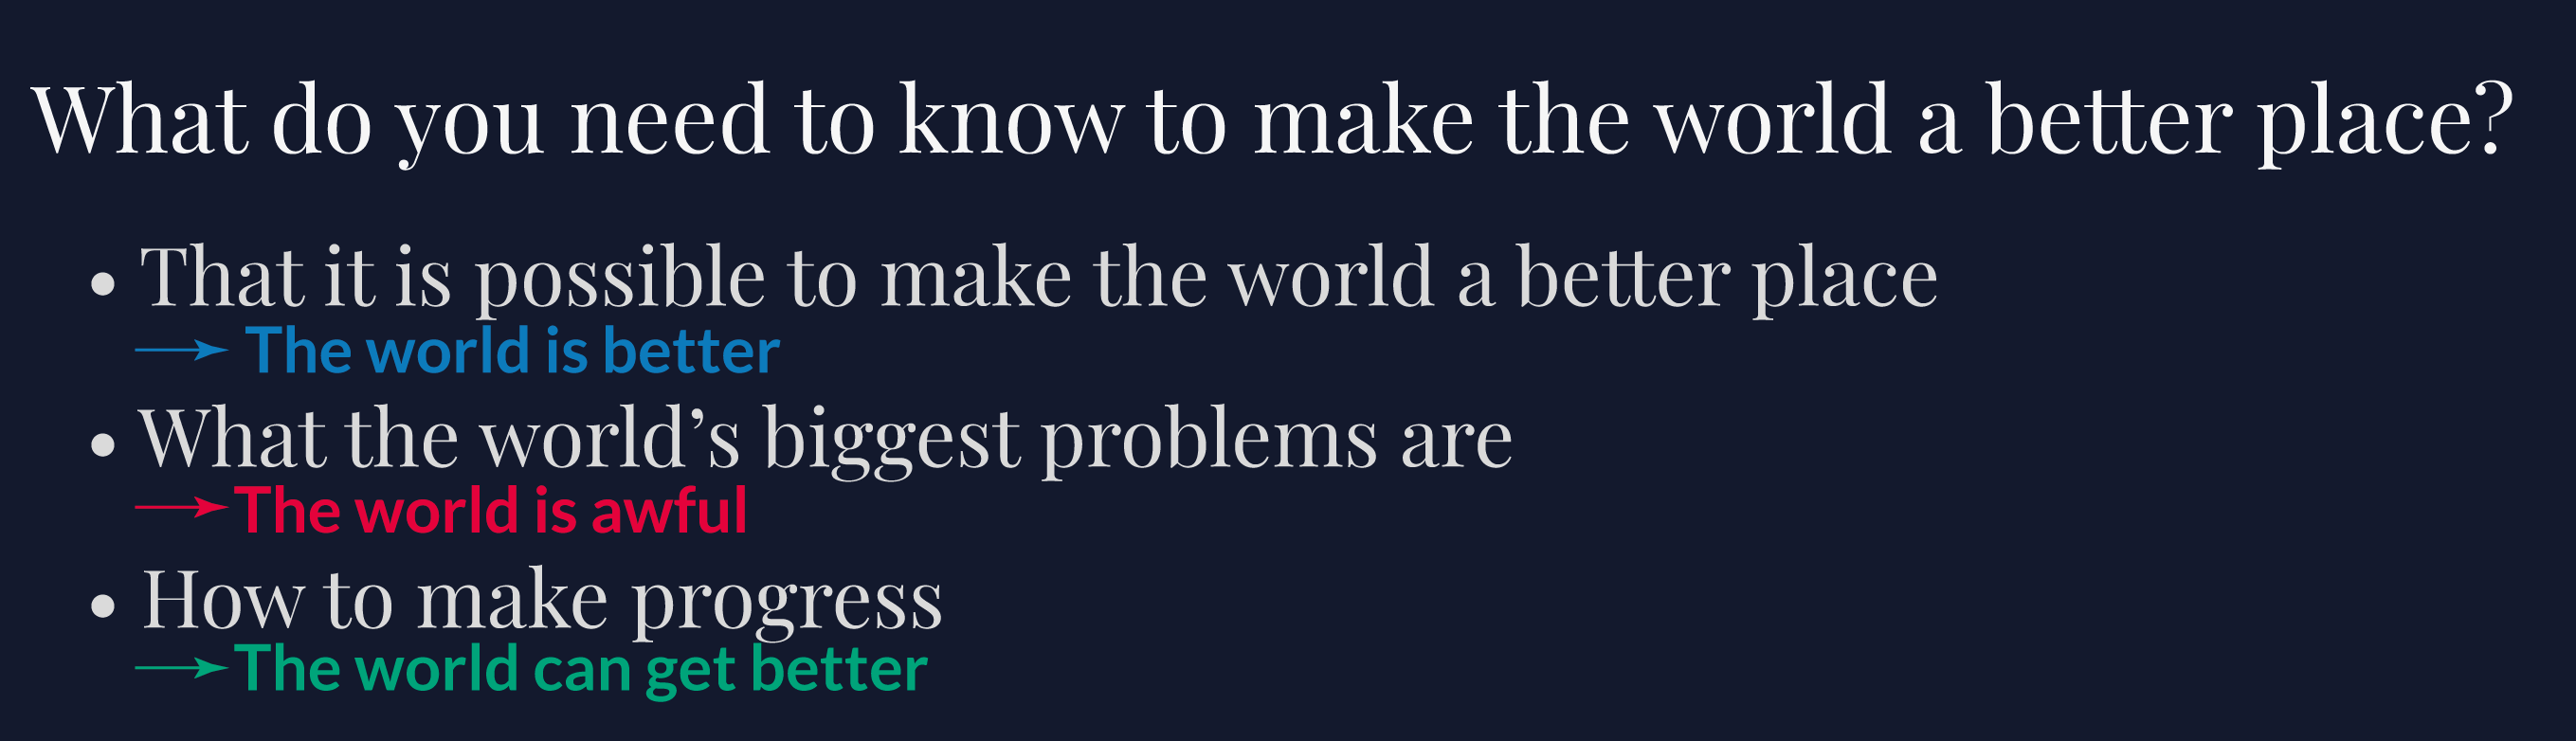 What do you need to know to make the world a better place?
• That it is possible to make the world a better place
→ The world is better
• What the world’s biggest problems are
→ The world is awful
• How to make progress
→ The world can get better